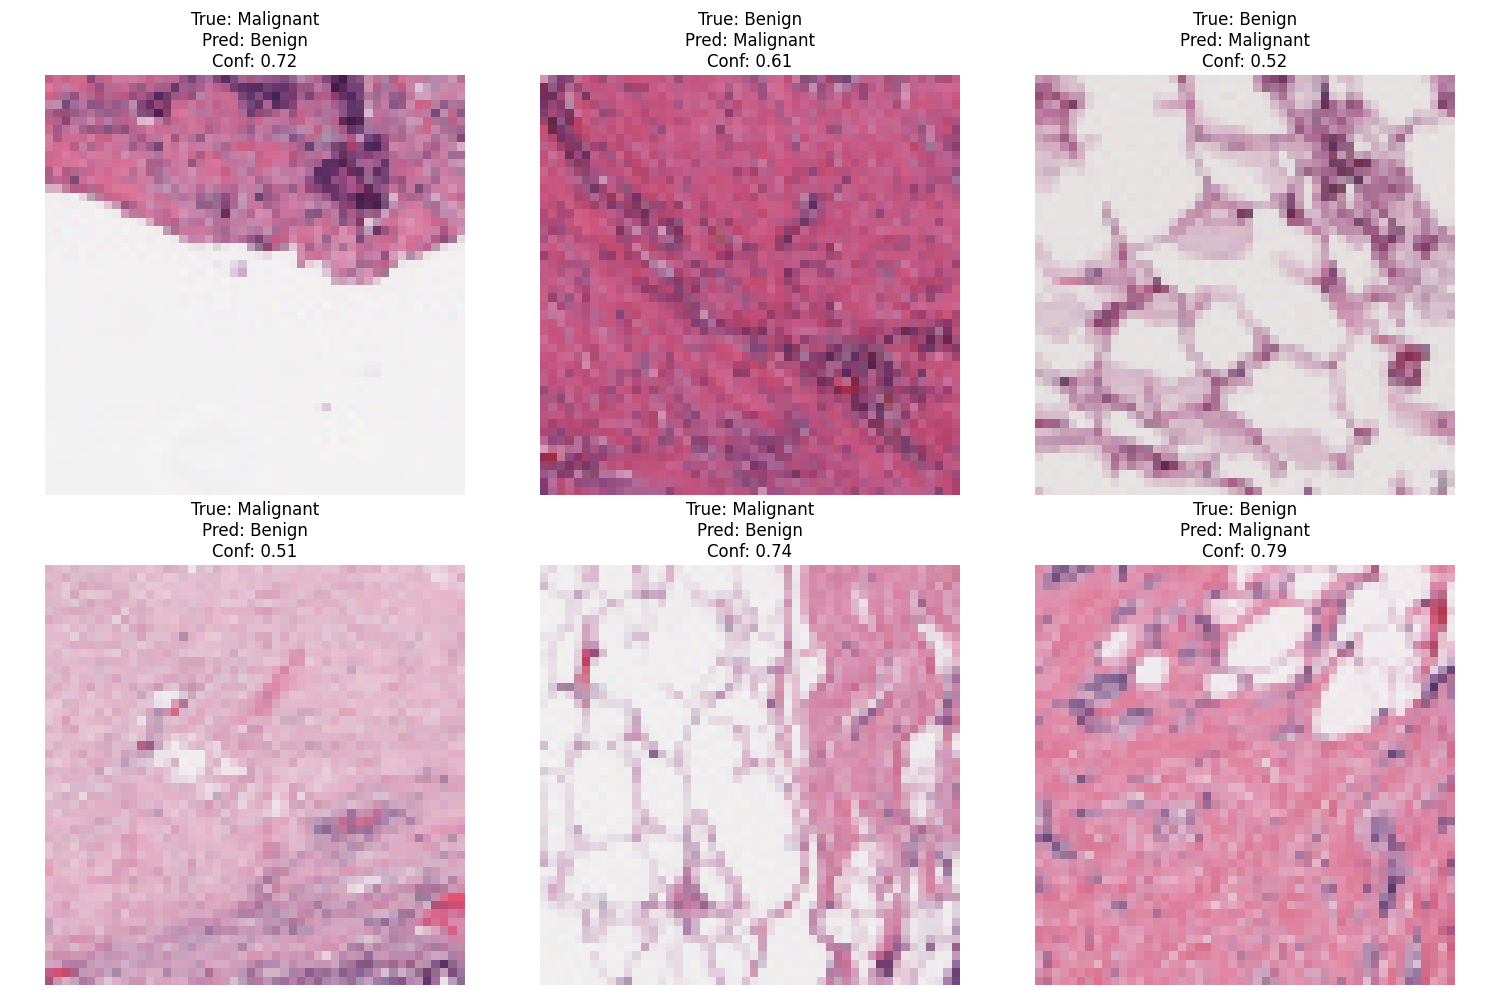 True: Malignant
Pred: Benign
Conf: 0.72
True: Benign
Pred: Malignant
Conf: 0.61
True: Benign
Pred: Malignant
Conf: 0.52
True: Malignant
Pred: Benign
Conf: 0.51
True: Malignant
Pred: Benign
Conf: 0.74
True: Benign
Pred: Malignant
Conf: 0.79